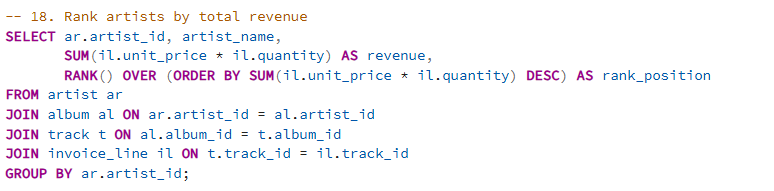 -- 18. Rank artists by total revenue
SELECT ar.artist_id, artist_name,
       SUM(il.unit_price * il.quantity) AS revenue,
       RANK() OVER (ORDER BY SUM(il.unit_price * il.quantity) DESC) AS rank_position
FROM artist ar
JOIN album al ON ar.artist_id = al.artist_id
JOIN track t ON al.album_id = t.album_id
JOIN invoice_line il ON t.track_id = il.track_id
GROUP BY ar.artist_id;